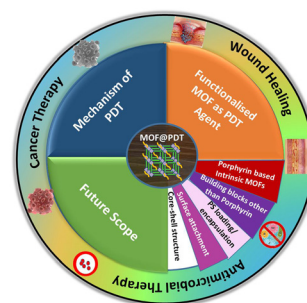 Cancer Therapy
Wound Healing
Mechanism of
PDT
Functionalised
MOF as PDT
Agent
MOF@PDT
Porphyrin based
Intrinsic MOFs
Building blocks other
than Porphyrin
PS loading/
encapsulation
Surface attachment
Core-shell structure
Future Scope
Antimicrobial Therapy